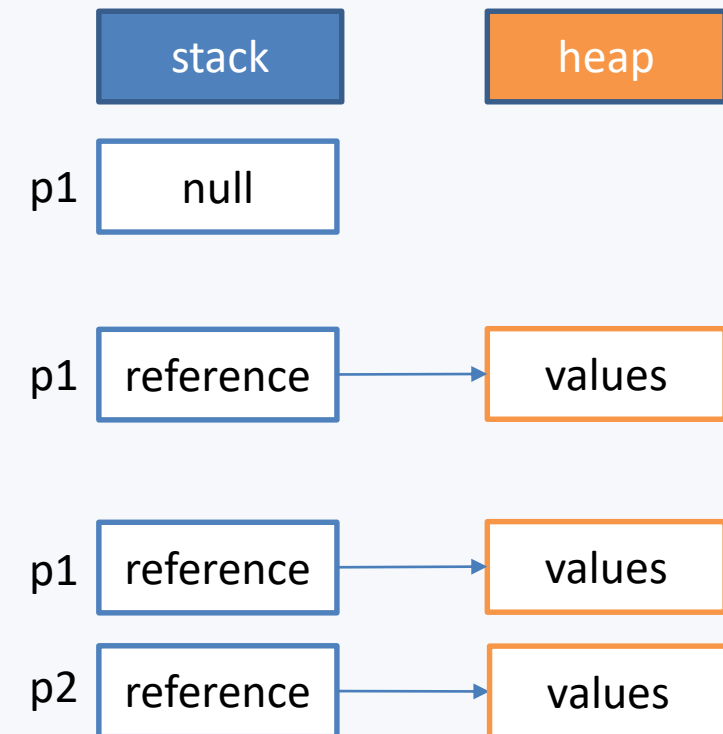 stack heap
p1 null
p1 reference values
p1 reference values
p2 reference values